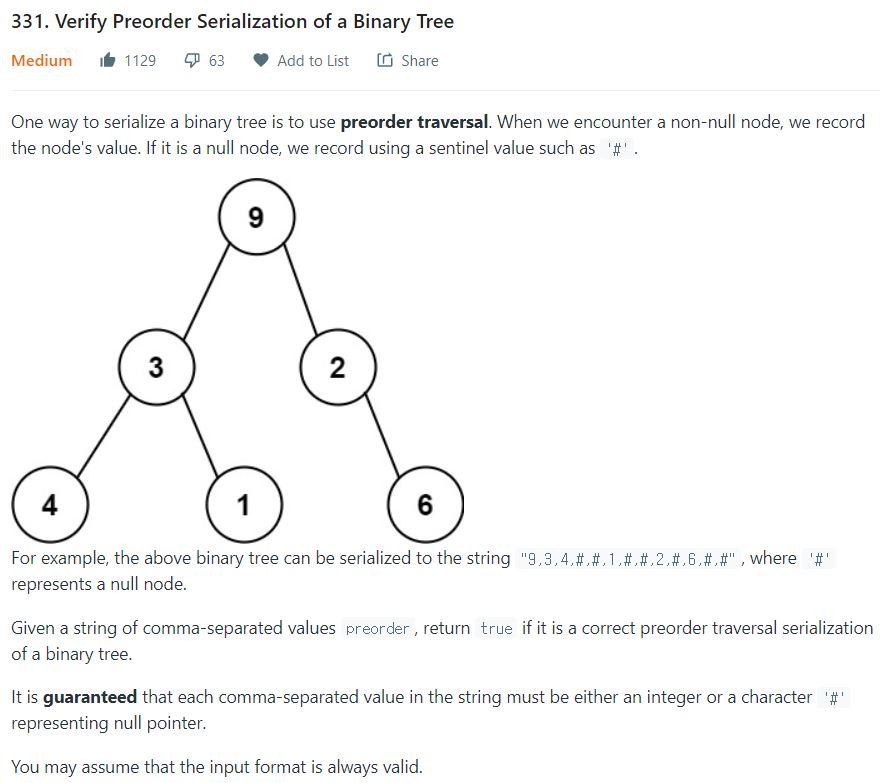 331. Verify Preorder Serialization of a Binary Tree
Medium 1129 63 Add to List Share
One way to serialize a binary tree is to use preorder traversal. When we encounter a non-null node, we record
the node's value. If it is a null node, we record using a sentinel value such as '#'.
9
3 2
4 1 6
For example, the above binary tree can be serialized to the string "9,3,4,#,#,1,#,#,2,#,6,#,#", where '#'
represents a null node.
Given a string of comma-separated values preorder, return true if it is a correct preorder traversal serialization
of a binary tree.
It is guaranteed that each comma-separated value in the string must be either an integer or a character '#'
representing null pointer.
You may assume that the input format is always valid.